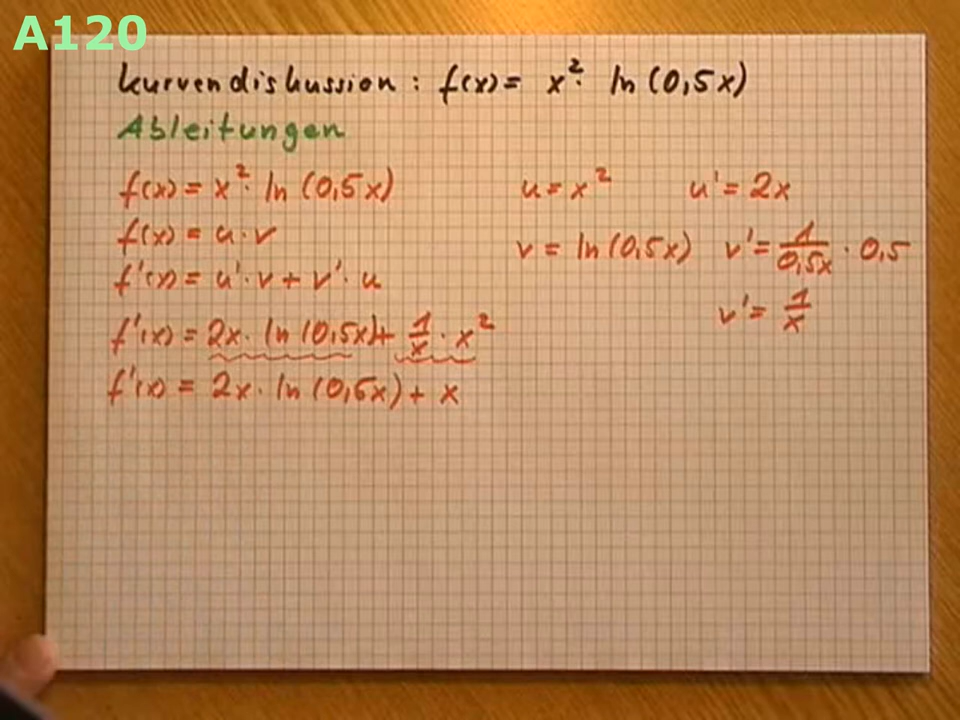 A120
Kurvendiskussion: f(x) = x²· ln(0,5x)
Ableitungen
f(x) = x²· ln(0,5x)
f(x) = u·v
f'(x) = u'·v + v'·u
f'(x) = 2x· ln(0,5x)+ 1/x · x²
f'(x) = 2x· ln(0,5x) + x
u = x² u' = 2x
v = ln(0,5x) v' = 1/0,5x · 0,5
v' = 1/x